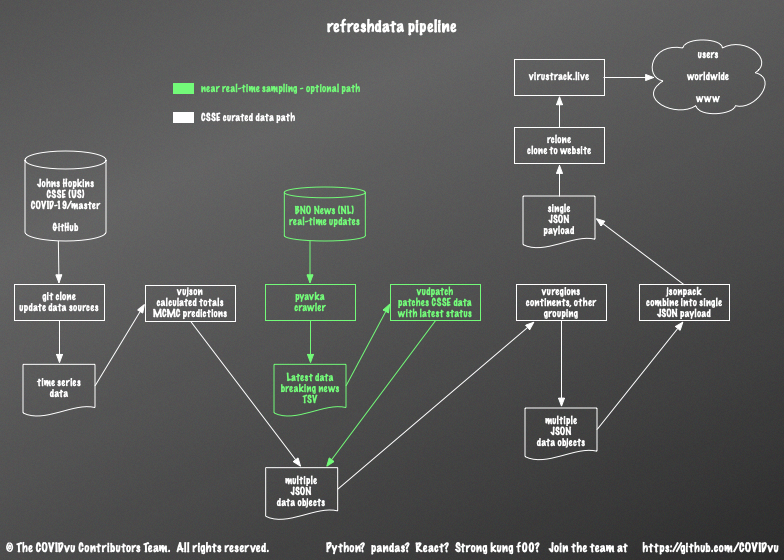 refreshdata pipeline
near real-time sampling - optional path
CSSE curated data path
virustrack.live
users
worldwide
WWW
rclone
clone to website
single
JSON
payload
Johns Hopkins
CSSE (US)
COVID-19/master
GitHub
BNO News (NL)
real-time updates
git clone
update data sources
vujson
calculated totals
MCMC predictions
pyavka
crawler
vudpatch
patches CSSE data
with latest status
vuregions
continents, other
grouping
jsonpack
combine into single
JSON payload
time series
data
Latest data
breaking news
TSV
multiple
JSON
data objects
multiple
JSON
data objects
© The COVIDvu Contributors Team. All rights reserved.
Python? pandas? React? Strong kung f00? Join the team at https://github.com/COVIDvu